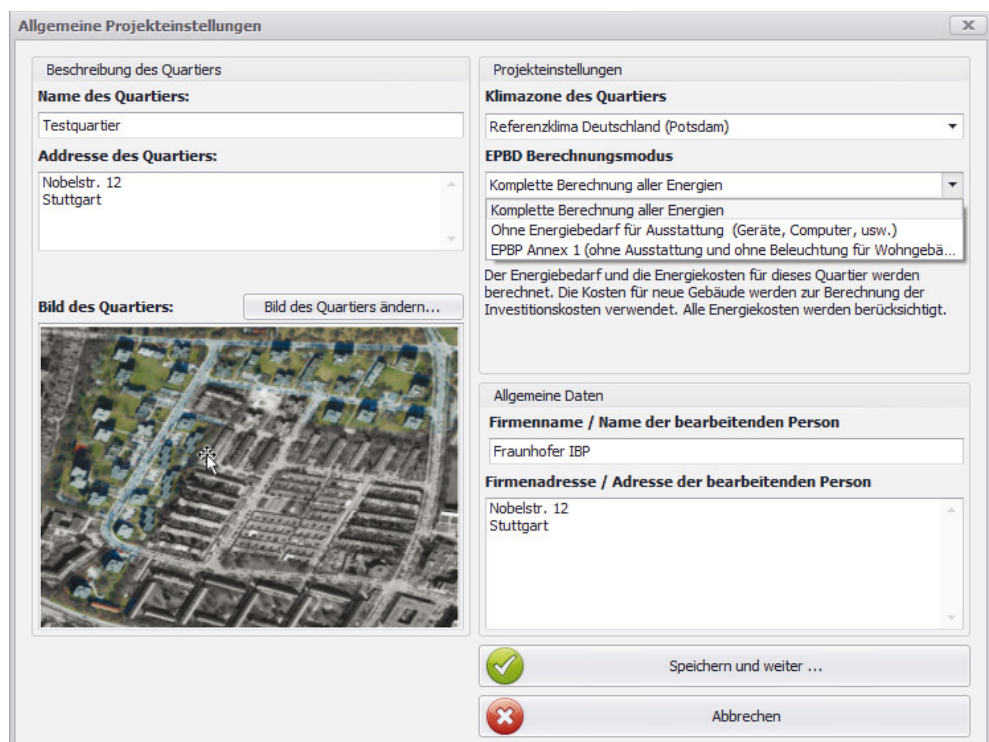 Allgemeine Projekteinstellungen
Beschreibung des Quartiers
Name des Quartiers:
Testquartier
Addresse des Quartiers:
Nobelstr. 12
Stuttgart
Bild des Quartiers:
Bild des Quartiers ändern...
Projekteinstellungen
Klimazone des Quartiers
Referenzklima Deutschland (Potsdam)
EPBD Berechnungsmodus
Komplette Berechnung aller Energien
Komplette Berechnung aller Energien
Ohne Energiebedarf für Ausstattung (Geräte, Computer, usw.)
EPBP Annex 1 (ohne Ausstattung und ohne Beleuchtung für Wohngebä...
Der Energiebedarf und die Energiekosten für dieses Quartier werden
berechnet. Die Kosten für neue Gebäude werden zur Berechnung der
Investitionskosten verwendet. Alle Energiekosten werden berücksichtigt.
Allgemeine Daten
Firmenname / Name der bearbeitenden Person
Fraunhofer IBP
Firmenadresse / Adresse der bearbeitenden Person
Nobelstr. 12
Stuttgart
Speichern und weiter ...
Abbrechen